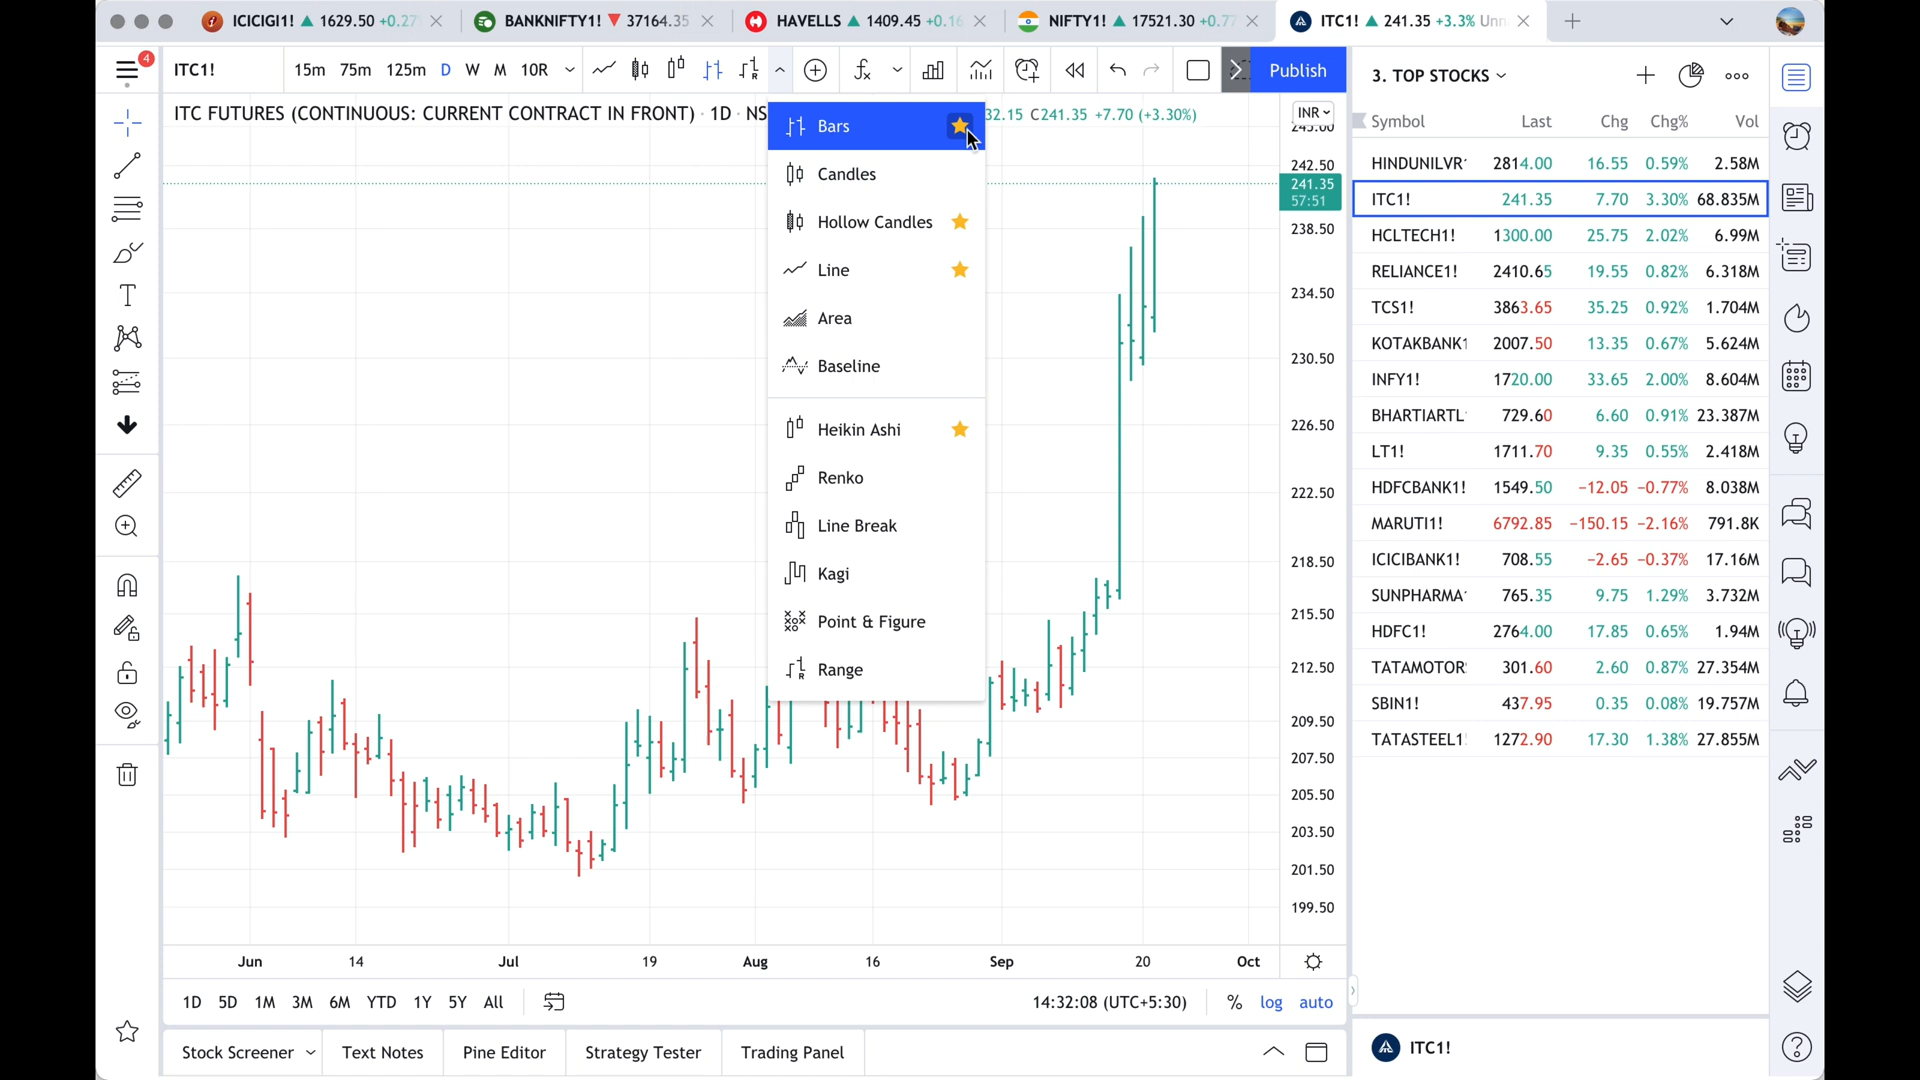 ICICIGI1! ▲ 1629.50 +0.27
BANKNIFTY1! ▼ 37164.35
HAVELLS ▲ 1409.45 +0.16
NIFTY1! ▲ 17521.30 +0.77
ITC1! ▲ 241.35 +3.3% Unn
4
ITC1!
15m 75m 125m D W M 10R
Publish
ITC FUTURES (CONTINUOUS: CURRENT CONTRACT IN FRONT) · 1D · NS
32.15 C241.35 +7.70 (+3.30%)
INR
Bars
Candles
Hollow Candles
Line
Area
Baseline
Heikin Ashi
Renko
Line Break
Kagi
Point & Figure
Range
245.00
242.50
241.35
57:51
238.50
234.50
230.50
226.50
222.50
218.50
215.50
212.50
209.50
207.50
205.50
203.50
201.50
199.50
Jun 14 Jul 19 Aug 16 Sep 20 Oct
1D 5D 1M 3M 6M YTD 1Y 5Y All
14:32:08 (UTC+5:30) % log auto
Stock Screener Text Notes Pine Editor Strategy Tester Trading Panel
3. TOP STOCKS
Symbol Last Chg Chg% Vol
HINDUNILVR 2814.00 16.55 0.59% 2.58M
ITC1! 241.35 7.70 3.30% 68.835M
HCLTECH1! 1300.00 25.75 2.02% 6.99M
RELIANCE1! 2410.65 19.55 0.82% 6.318M
TCS1! 3863.65 35.25 0.92% 1.704M
KOTAKBANK1 2007.50 13.35 0.67% 5.624M
INFY1! 1720.00 33.65 2.00% 8.604M
BHARTIARTL 729.60 6.60 0.91% 23.387M
LT1! 1711.70 9.35 0.55% 2.418M
HDFCBANK1! 1549.50 −12.05 −0.77% 8.038M
MARUTI1! 6792.85 −150.15 −2.16% 791.8K
ICICIBANK1! 708.55 −2.65 −0.37% 17.16M
SUNPHARMA 765.35 9.75 1.29% 3.732M
HDFC1! 2764.00 17.85 0.65% 1.94M
TATAMOTOR 301.60 2.60 0.87% 27.354M
SBIN1! 437.95 0.35 0.08% 19.757M
TATASTEEL1 1272.90 17.30 1.38% 27.855M
ITC1!